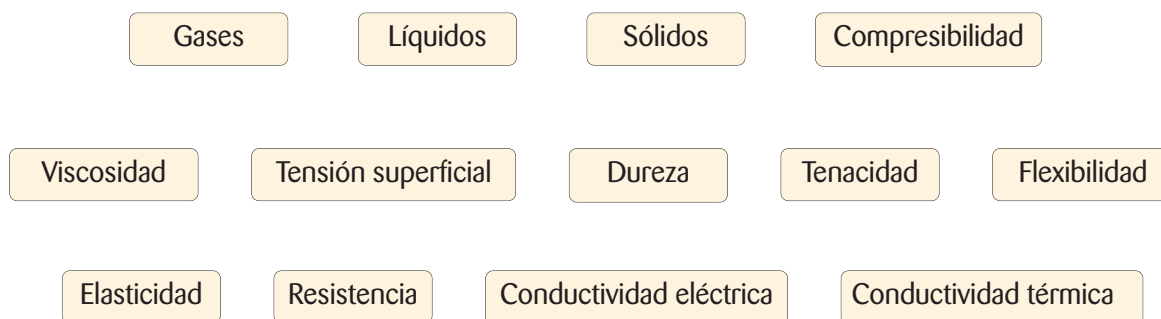 Gases Líquidos Sólidos Compresibilidad
Viscosidad Tensión superficial Dureza Tenacidad Flexibilidad
Elasticidad Resistencia Conductividad eléctrica Conductividad térmica